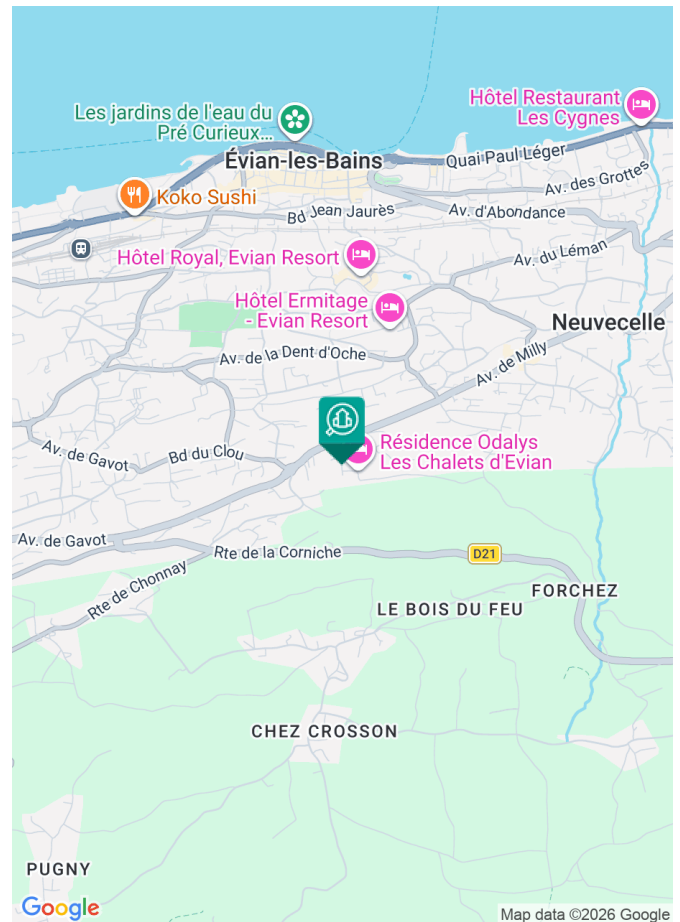 Hôtel Restaurant
Les Cygnes
Les jardins de l'eau du
Pré Curieux...
Évian-les-Bains
Quai Paul Léger
Av. des Grottes
Koko Sushi
Bd Jean Jaurès
Av. d'Abondance
Av. du Léman
Hôtel Royal, Evian Resort
Hôtel Ermitage
- Evian Resort
Neuvecelle
Av. de la Dent d'Oche
Av. de Milly
Résidence Odalys
Les Chalets d'Evian
Av. de Gavot
Bd du Clou
Av. de Gavot
Rte de la Corniche
D21
Rte de Chonnay
FORCHEZ
LE BOIS DU FEU
CHEZ CROSSON
PUGNY
Google
Map data ©2026 Google